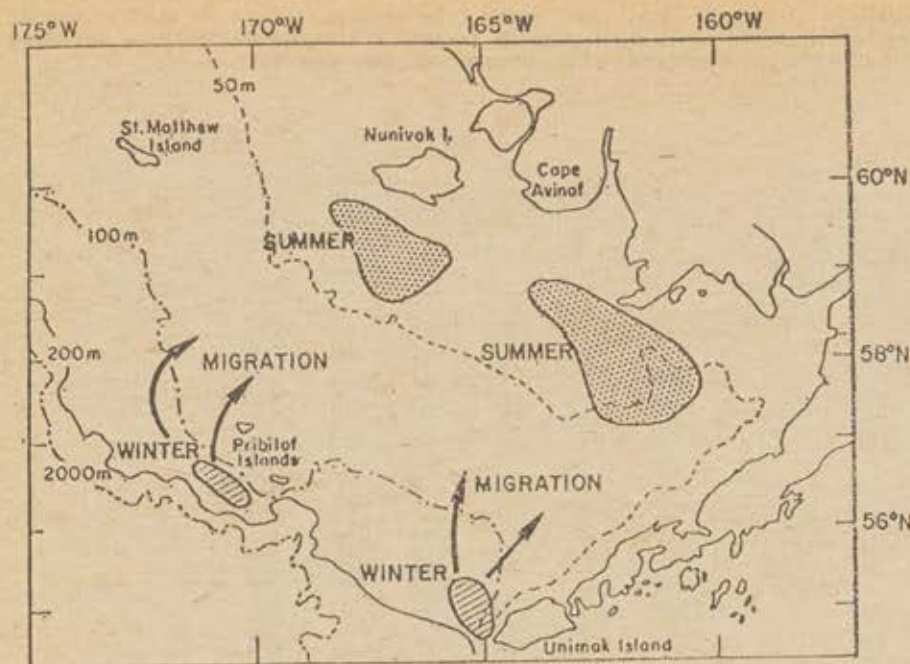 175°W 170°W 165°W 160°W
50m
St. Matthew
Island
Nunivak I.
Cape
Avinof
60°N
100m
SUMMER
200m
MIGRATION
SUMMER
58°N
WINTER
Pribilof
Islands
2000m
MIGRATION
56°N
WINTER
Unimak Island